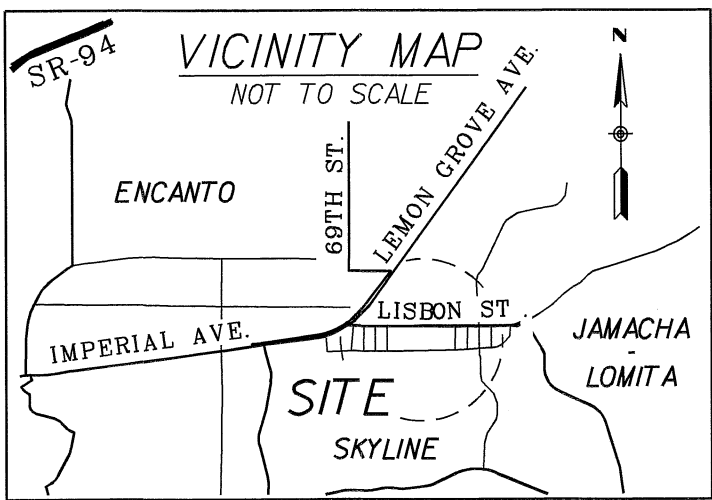 SR-94
VICINITY MAP
NOT TO SCALE
N
ENCANTO
69TH ST.
LEMON GROVE AVE.
LISBON ST
IMPERIAL AVE.
JAMACHA
-
LOMITA
SITE
SKYLINE